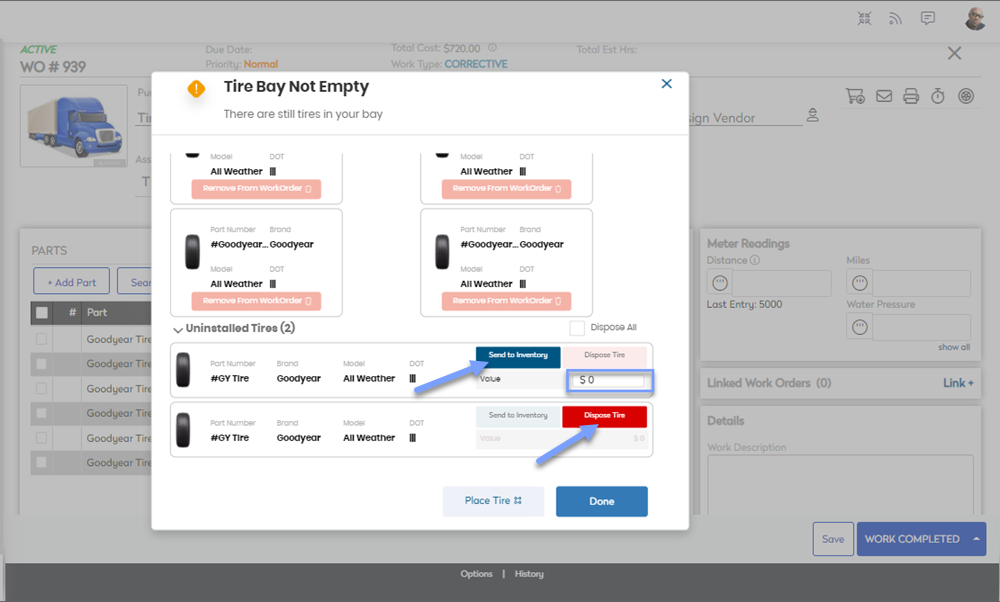 ACTIVE
WO # 939
Due Date:
Priority: Normal
Total Cost: $720.00
Work Type: CORRECTIVE
Total Est Hrs:
Tire Bay Not Empty
There are still tires in your bay
sign Vendor
Model DOT
All Weather |||
Remove From WorkOrder
Model DOT
All Weather |||
Remove From WorkOrder
Part Number Brand
#Goodyear... Goodyear
Model DOT
All Weather |||
Remove From WorkOrder
Part Number Brand
#Goodyear... Goodyear
Model DOT
All Weather |||
Remove From WorkOrder
Uninstalled Tires (2)
Dispose All
Part Number Brand Model DOT
#GY Tire Goodyear All Weather |||
Send to Inventory Dispose Tire
Value $ 0
Part Number Brand Model DOT
#GY Tire Goodyear All Weather |||
Send to Inventory Dispose Tire
Value $ 0
Place Tire
Done
PARTS
+ Add Part
# Part
Goodyear Tire
Goodyear Tire
Goodyear Tire
Goodyear Tire
Goodyear Tire
Goodyear Tire
Meter Readings
Distance
Miles
Last Entry: 5000
Water Pressure
show all
Linked Work Orders (0) Link +
Details
Work Description
Save
WORK COMPLETED
Options | History